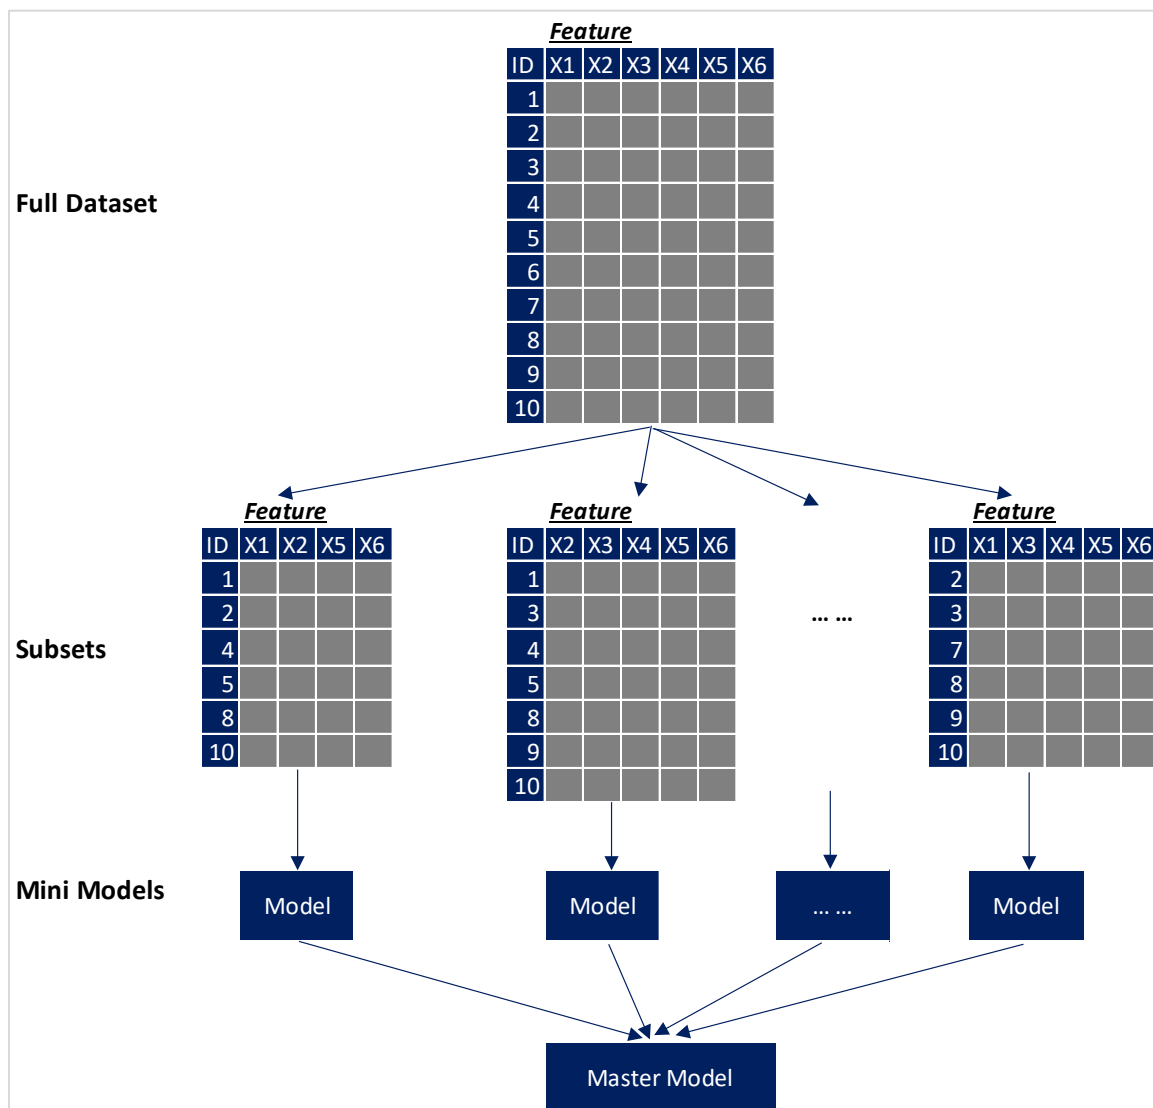 Feature
ID X1 X2 X3 X4 X5 X6
1
2
3
Full Dataset
4
5
6
7
8
9
10
Feature Feature Feature
ID X1 X2 X5 X6 ID X2 X3 X4 X5 X6 ID X1 X3 X4 X5 X6
1 1 2
2 3 ... ... 3
Subsets 4 4 7
5 5 8
8 8 9
10 9 10
10
Mini Models
Model Model ... ... Model
Master Model